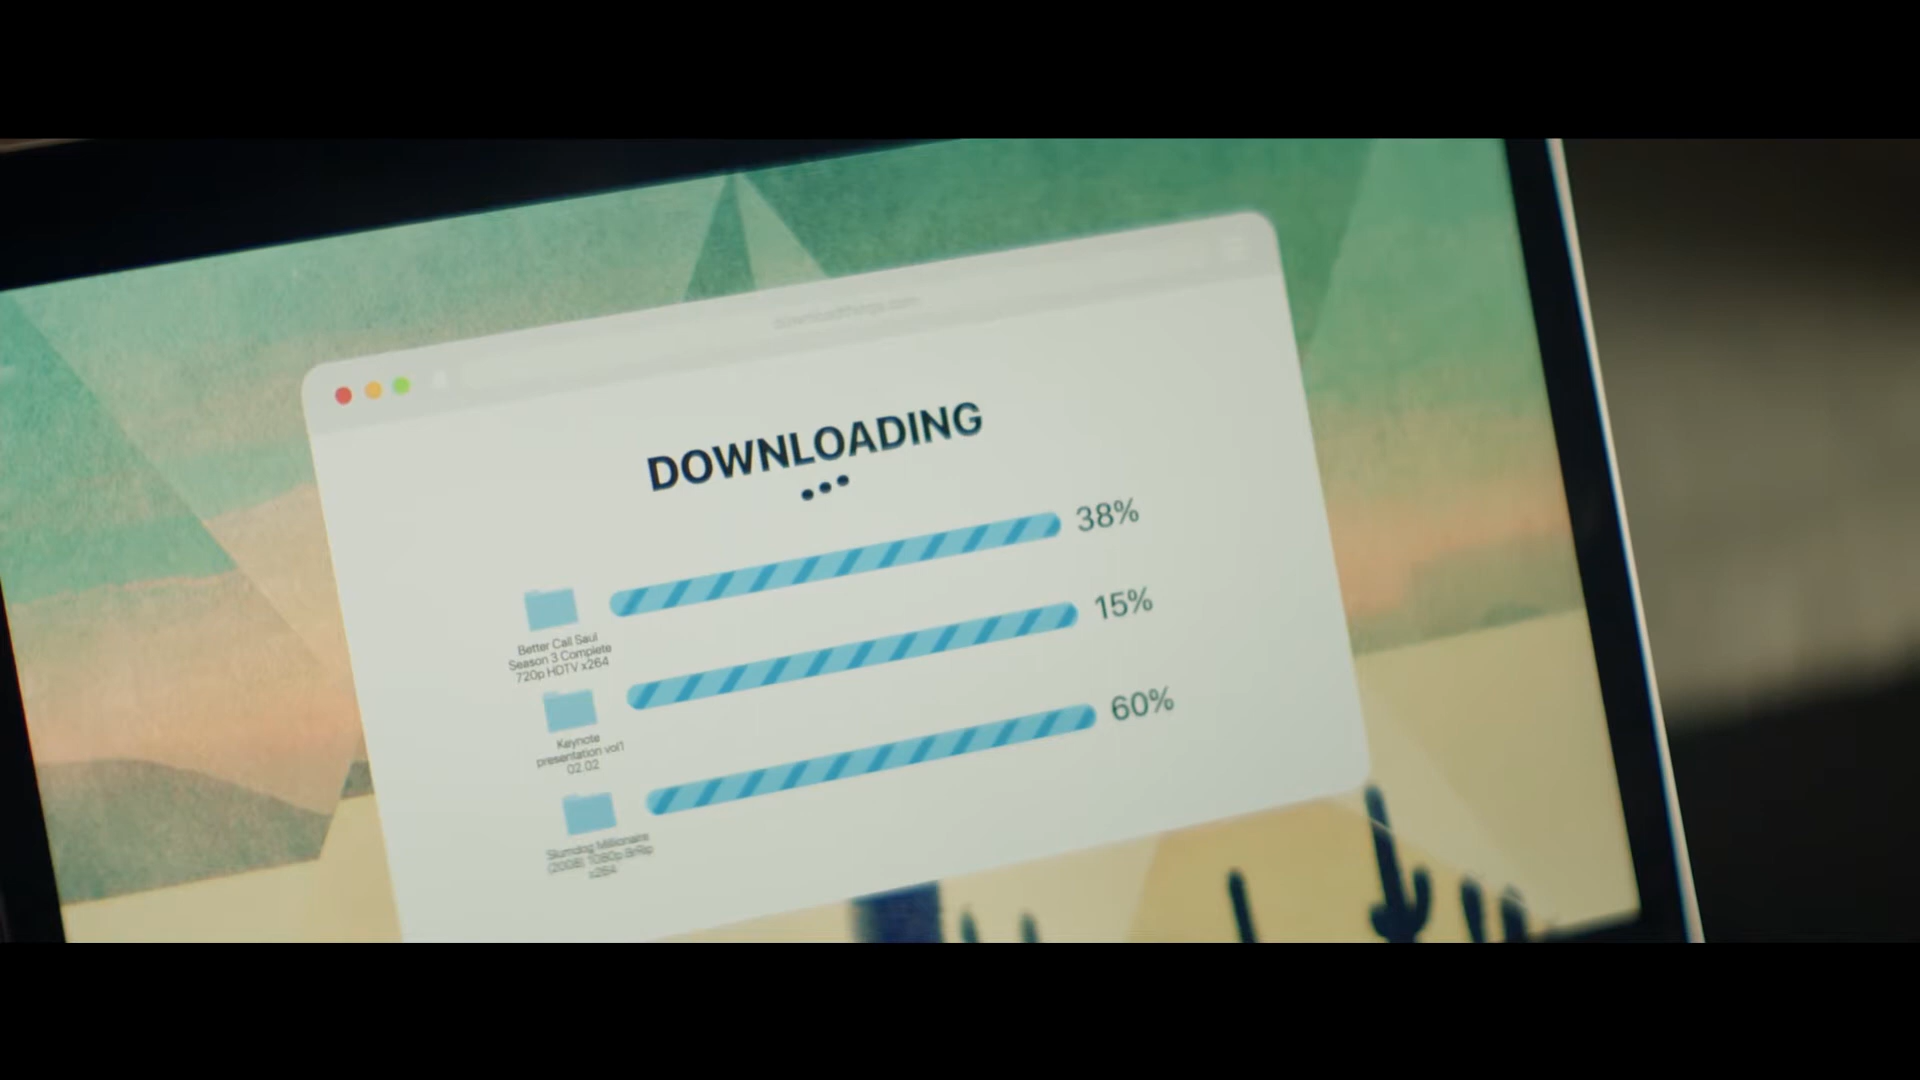 DOWNLOADING
...
38%
Better Call Saul
Season 3 Complete
720p HDTV x264
15%
Keynote
presentation vol1
02.02
60%
Slumdog Millionaire
(2008) 1080p BrRip
x264